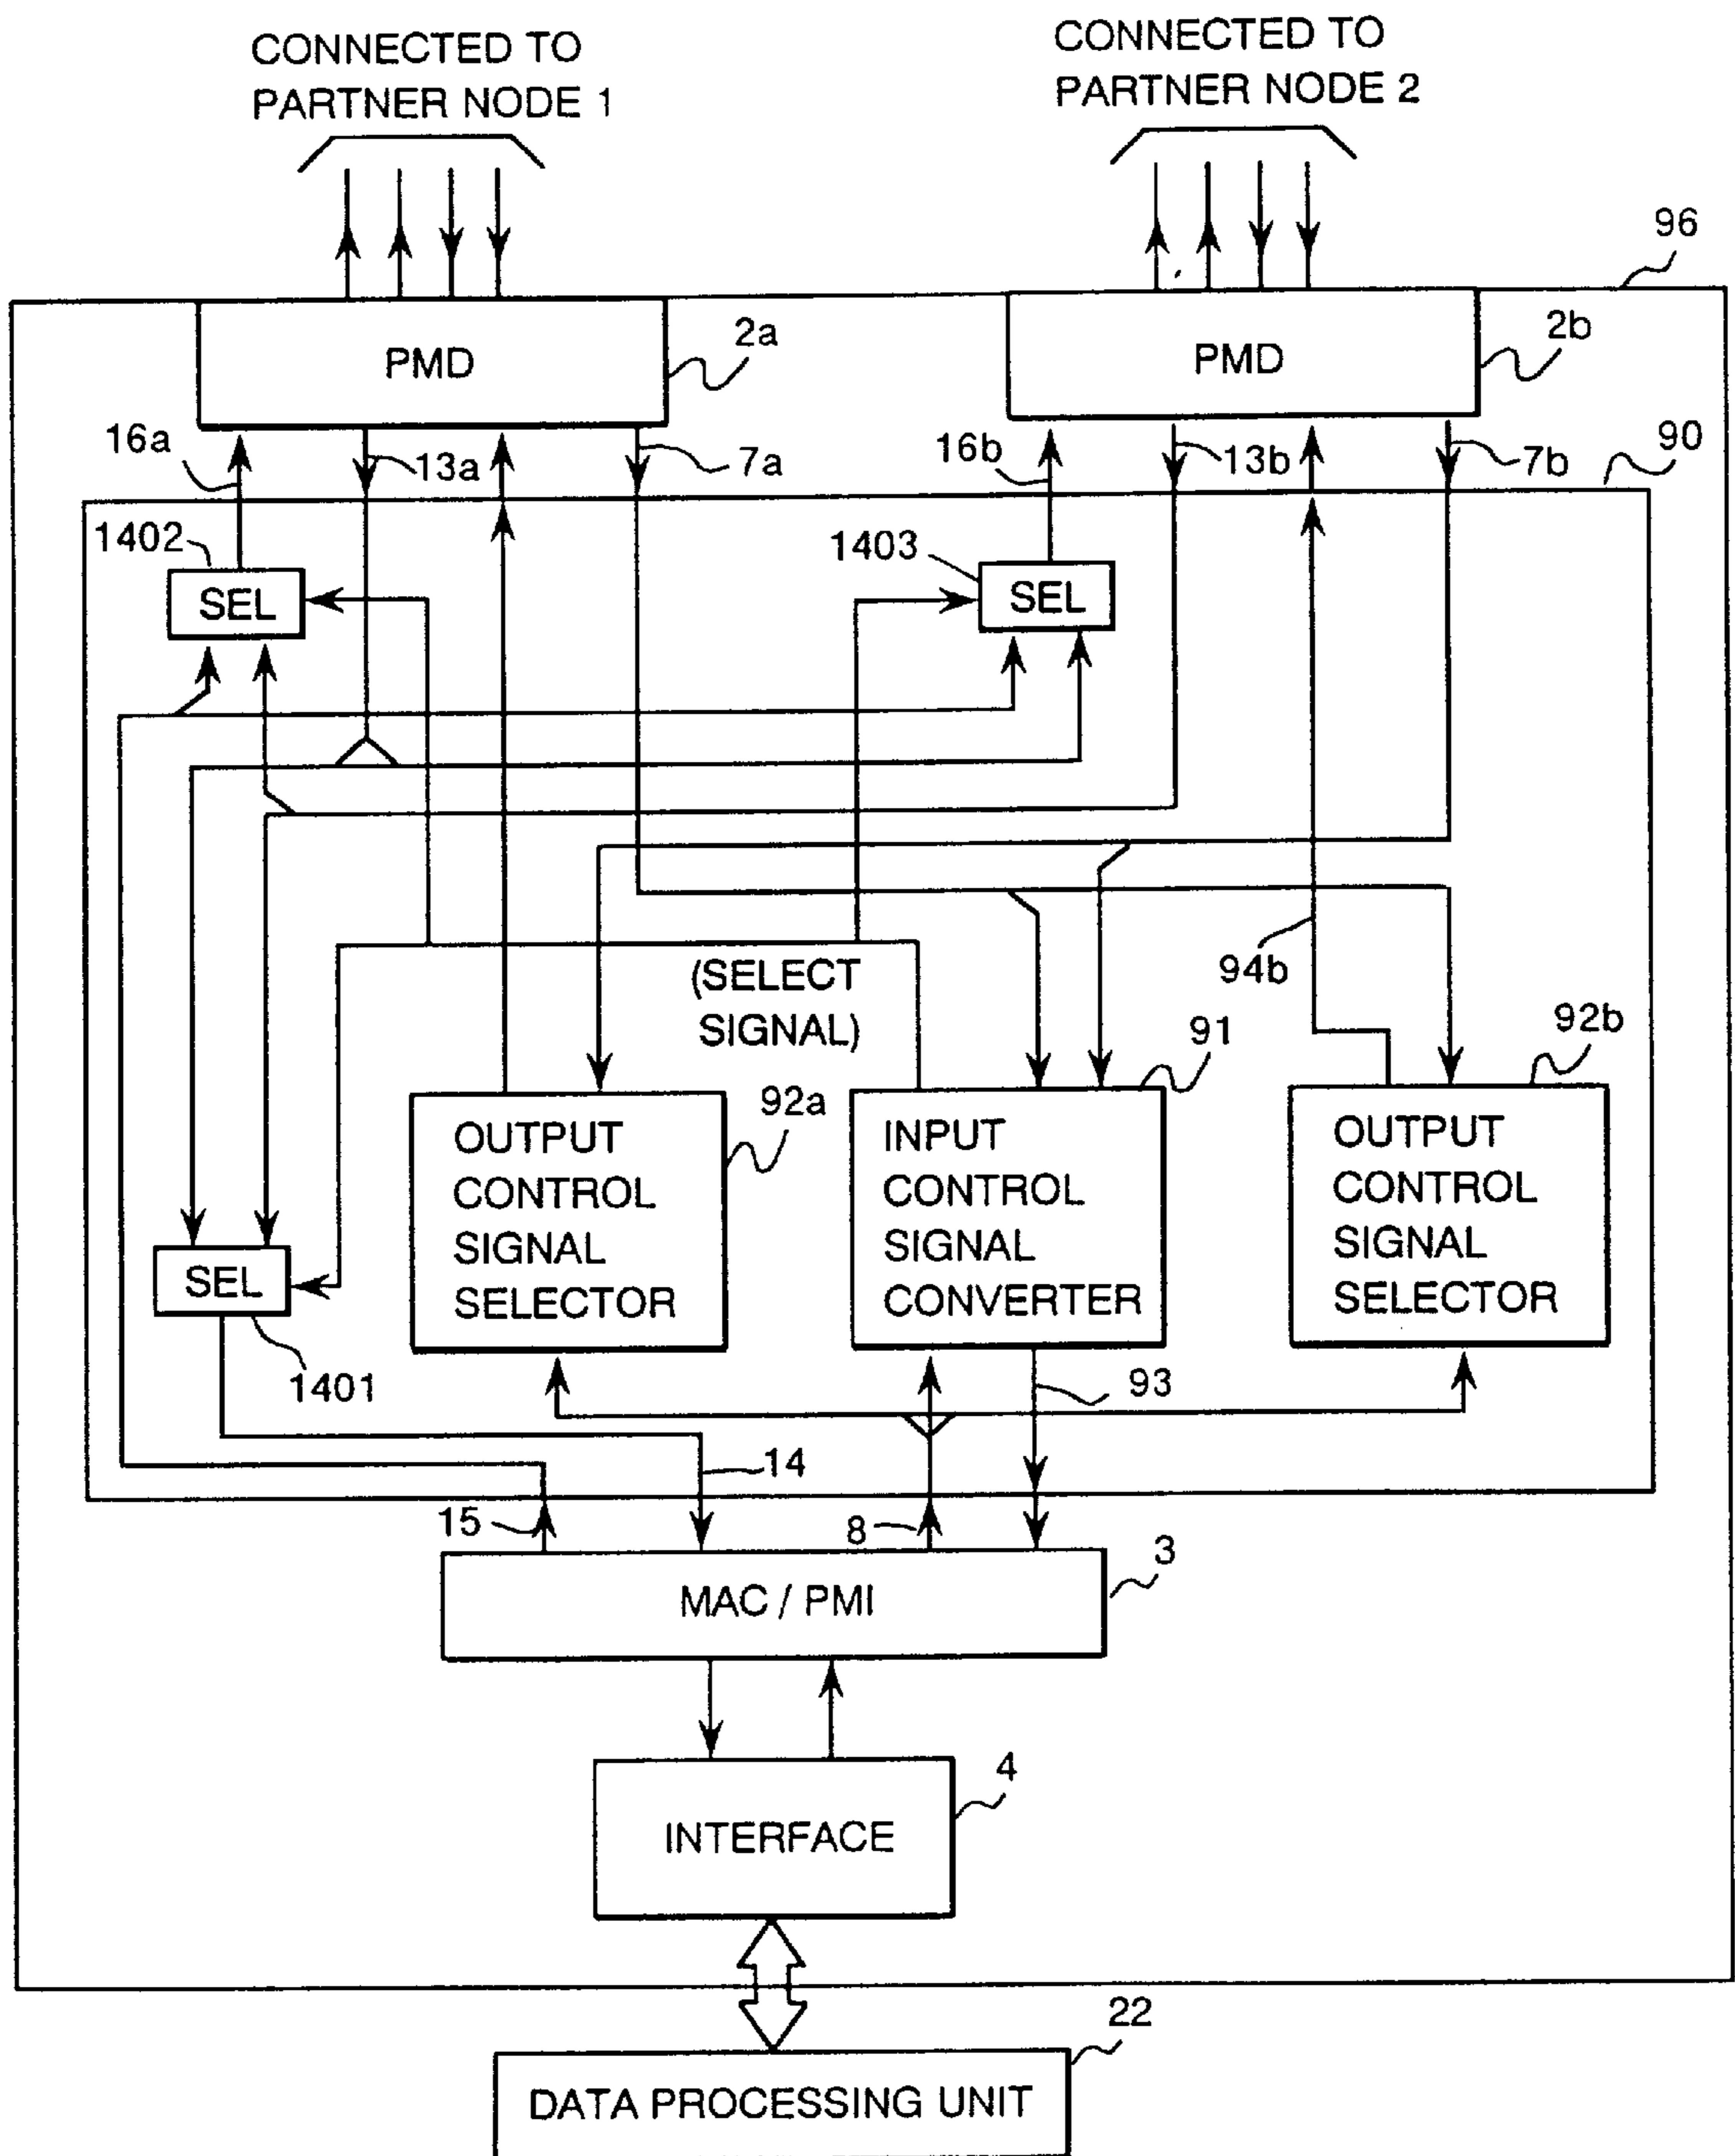 CONNECTED TO
PARTNER NODE 1
CONNECTED TO
PARTNER NODE 2
96
PMD
2a
PMD
2b
16a
13a
7a
16b
13b
7b
90
1402
SEL
1403
SEL
(SELECT
SIGNAL)
94b
91
92b
92a
OUTPUT
CONTROL
SIGNAL
SELECTOR
INPUT
CONTROL
SIGNAL
CONVERTER
OUTPUT
CONTROL
SIGNAL
SELECTOR
SEL
1401
93
14
15
8
3
MAC / PMI
4
INTERFACE
22
DATA PROCESSING UNIT